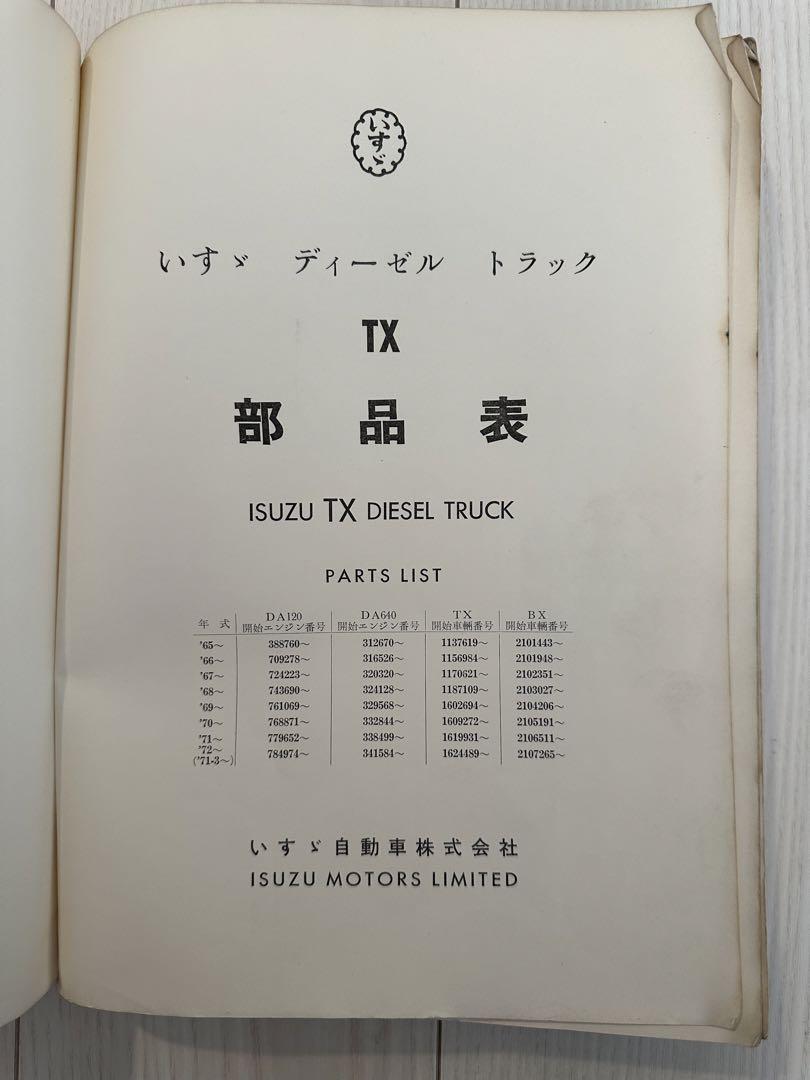 いすゞ
いすゞ ディーゼル トラック
TX
部品表
ISUZU TX DIESEL TRUCK
PARTS LIST
年式 DA120 開始エンジン番号 DA640 開始エンジン番号 TX 開始車輛番号 BX 開始車輛番号
'65～ 388760～ 312670～ 1137619～ 2101443～
'66～ 709278～ 316526～ 1156984～ 2101948～
'67～ 724223～ 320320～ 1170621～ 2102351～
'68～ 743690～ 324128～ 1187109～ 2103027～
'69～ 761069～ 329568～ 1602694～ 2104206～
'70～ 768871～ 332844～ 1609272～ 2105191～
'71～ 779652～ 338499～ 1619931～ 2106511～
'72～ ('71-3～) 784974～ 341584～ 1624489～ 2107265～
いすゞ自動車株式会社
ISUZU MOTORS LIMITED